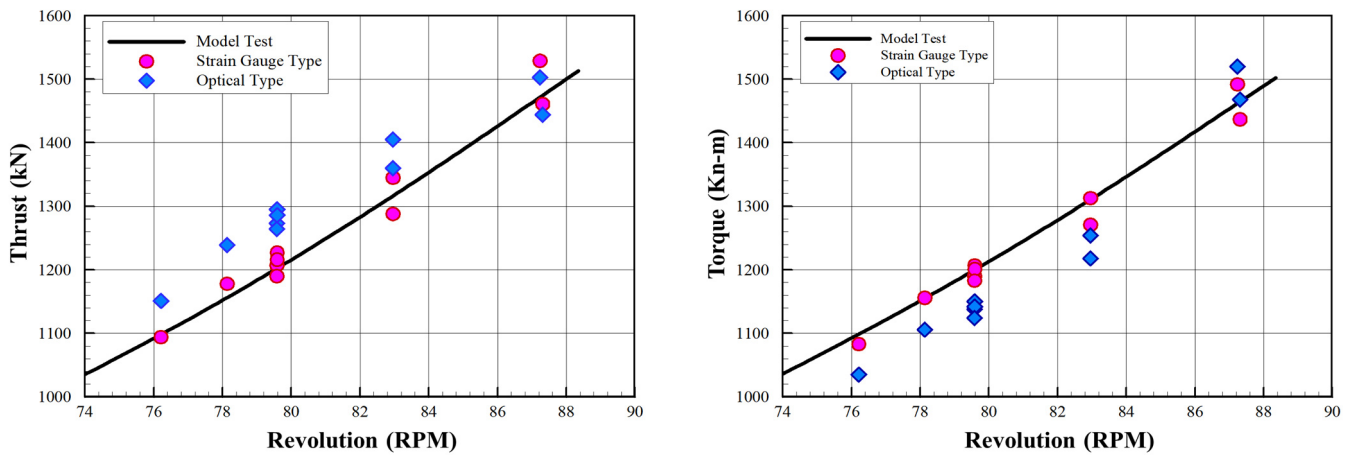 1600
1500
1400
1300
1200
1100
1000
Thrust (kN)
Model Test
Strain Gauge Type
Optical Type
74 76 78 80 82 84 86 88 90
Revolution (RPM)
1600
1500
1400
1300
1200
1100
1000
Torque (Kn-m)
Model Test
Strain Gauge Type
Optical Type
74 76 78 80 82 84 86 88 90
Revolution (RPM)